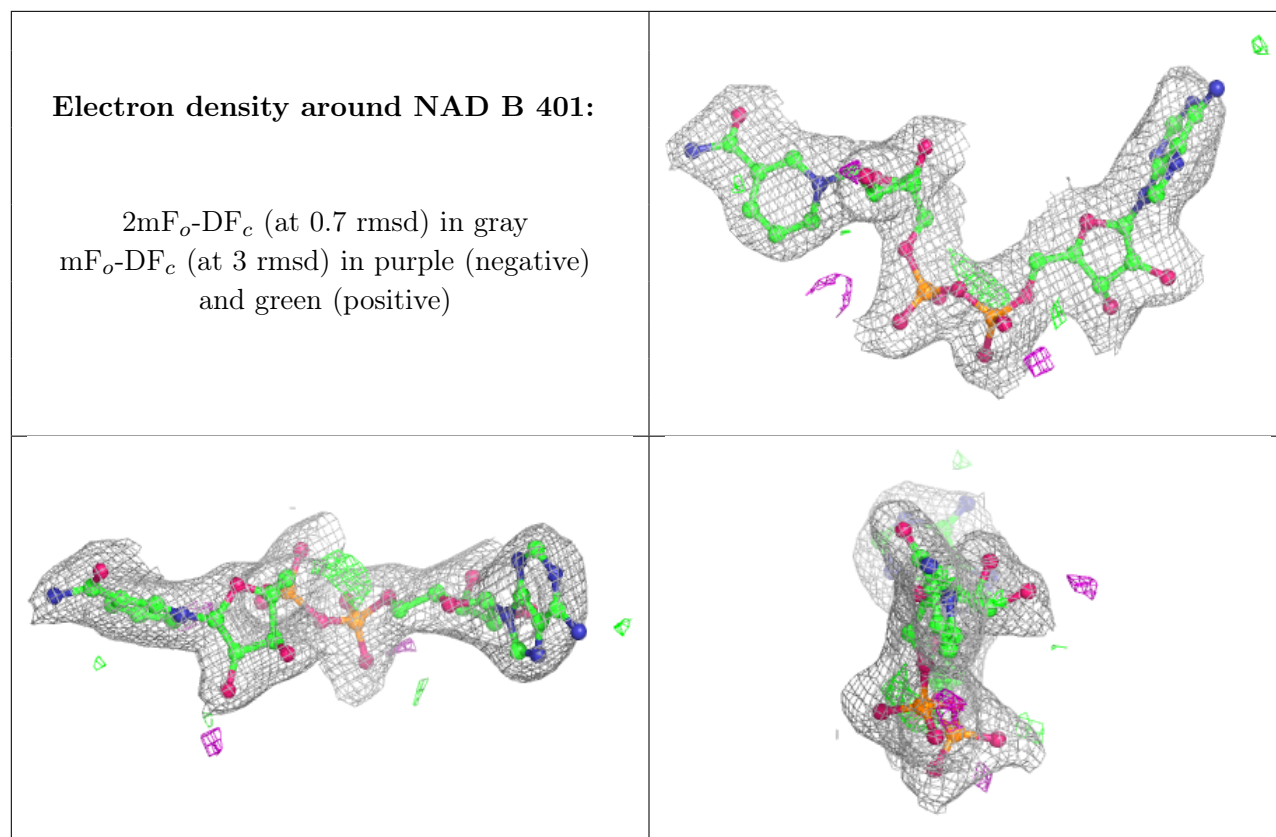 Electron density around NAD B 401:
2mFo-DFc (at 0.7 rmsd) in gray
mFo-DFc (at 3 rmsd) in purple (negative)
and green (positive)